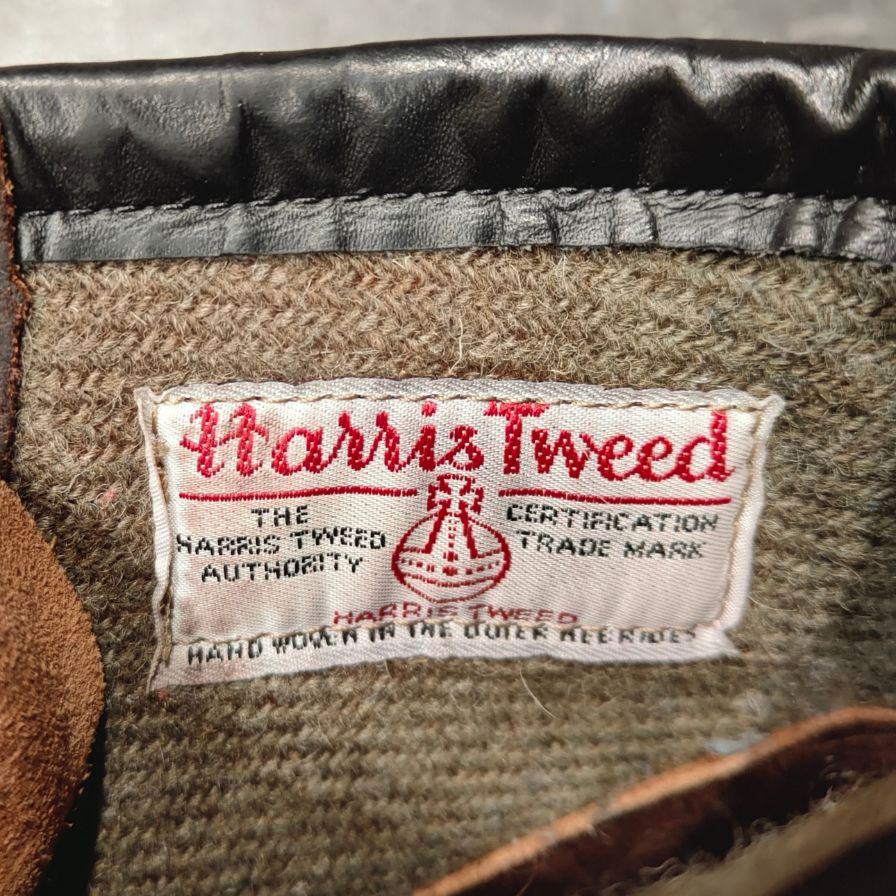 Harris Tweed
THE
HARRIS TWEED
AUTHORITY
CERTIFICATION
TRADE MARK
HARRIS TWEED
HAND WOVEN IN THE OUTER HEBRIDES